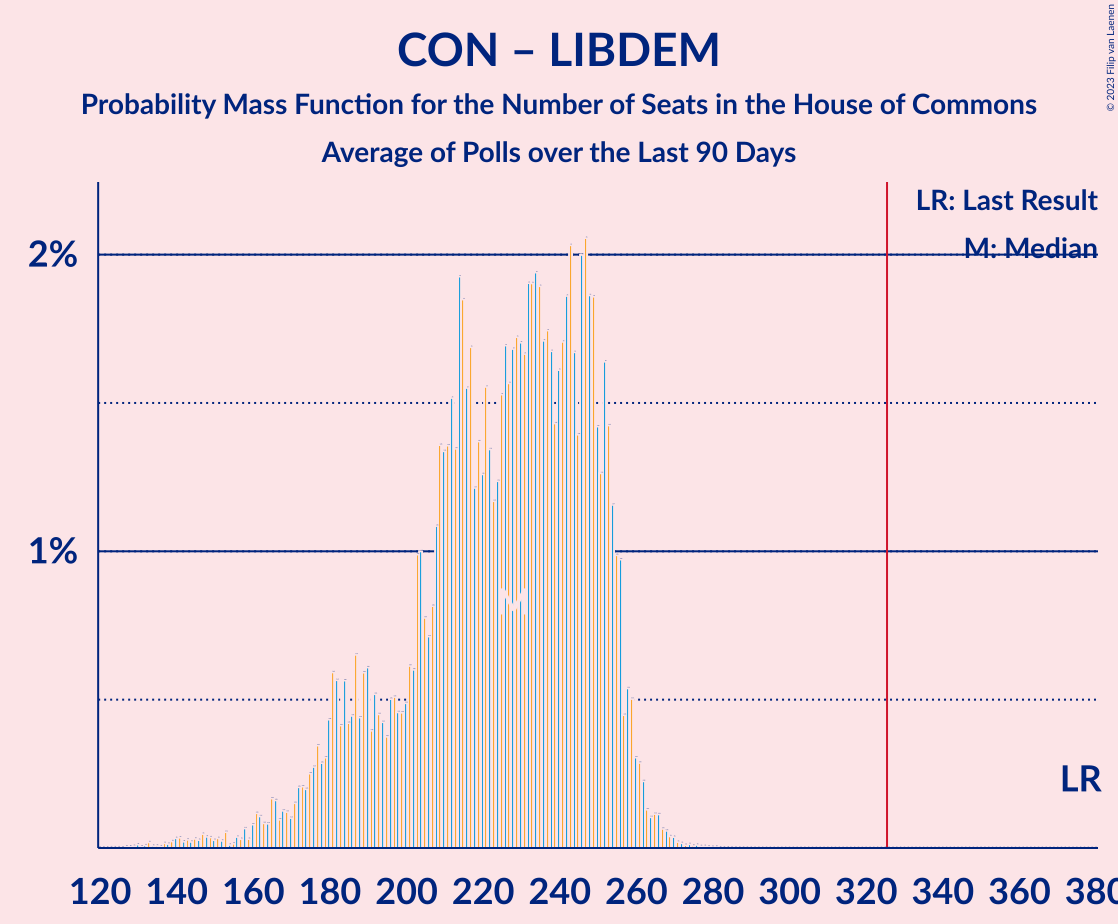 CON – LIBDEM
Probability Mass Function for the Number of Seats in the House of Commons
Average of Polls over the Last 90 Days
© 2023 Filip van Laenen
LR: Last Result
M: Median
2%
1%
M
LR
120 140 160 180 200 220 240 260 280 300 320 340 360 380